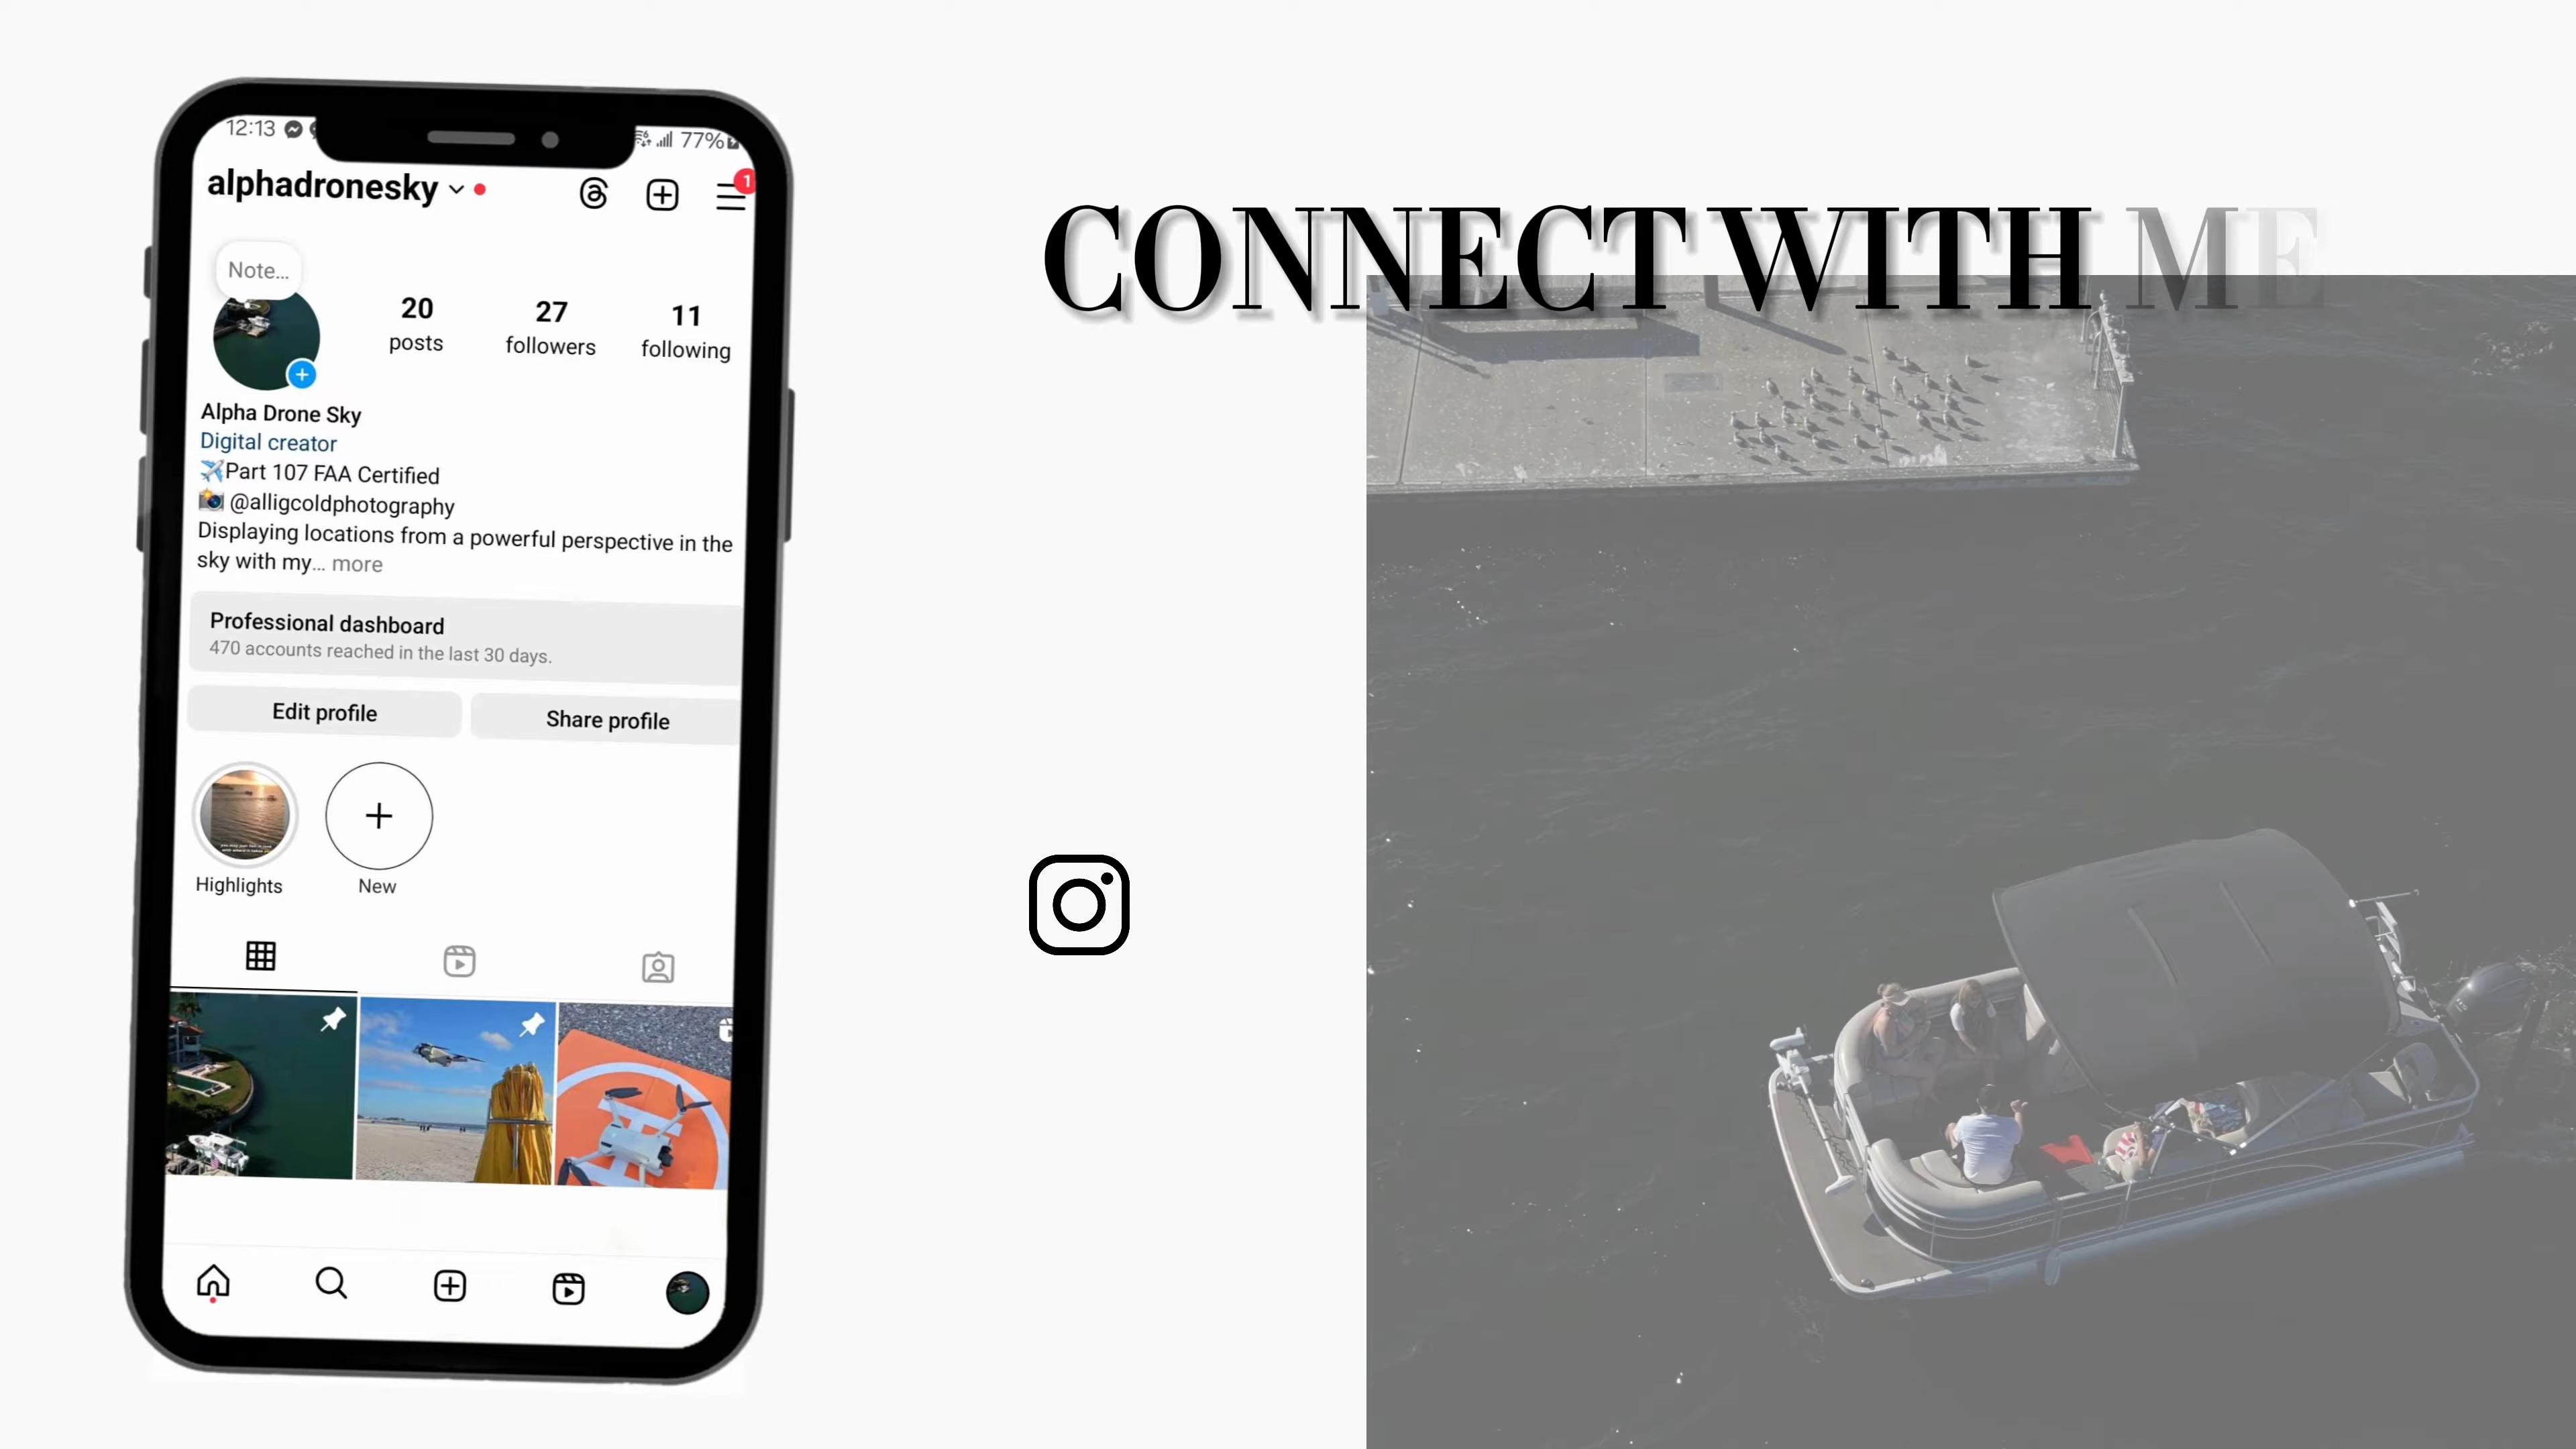 12:13
77%
alphadronesky
1
Note...
20
posts
27
followers
11
following
Alpha Drone Sky
Digital creator
Part 107 FAA Certified
@alligcoldphotography
Displaying locations from a powerful perspective in the
sky with my... more
Professional dashboard
470 accounts reached in the last 30 days.
Edit profile
Share profile
Highlights
New
CONNECT WITH ME